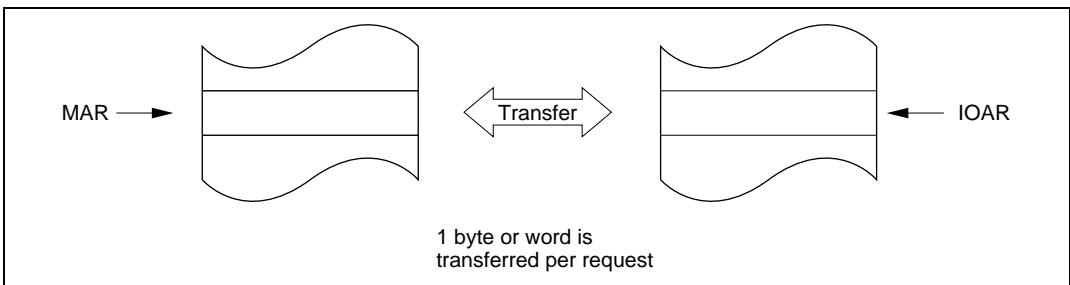 MAR
Transfer
IOAR
1 byte or word is
transferred per request